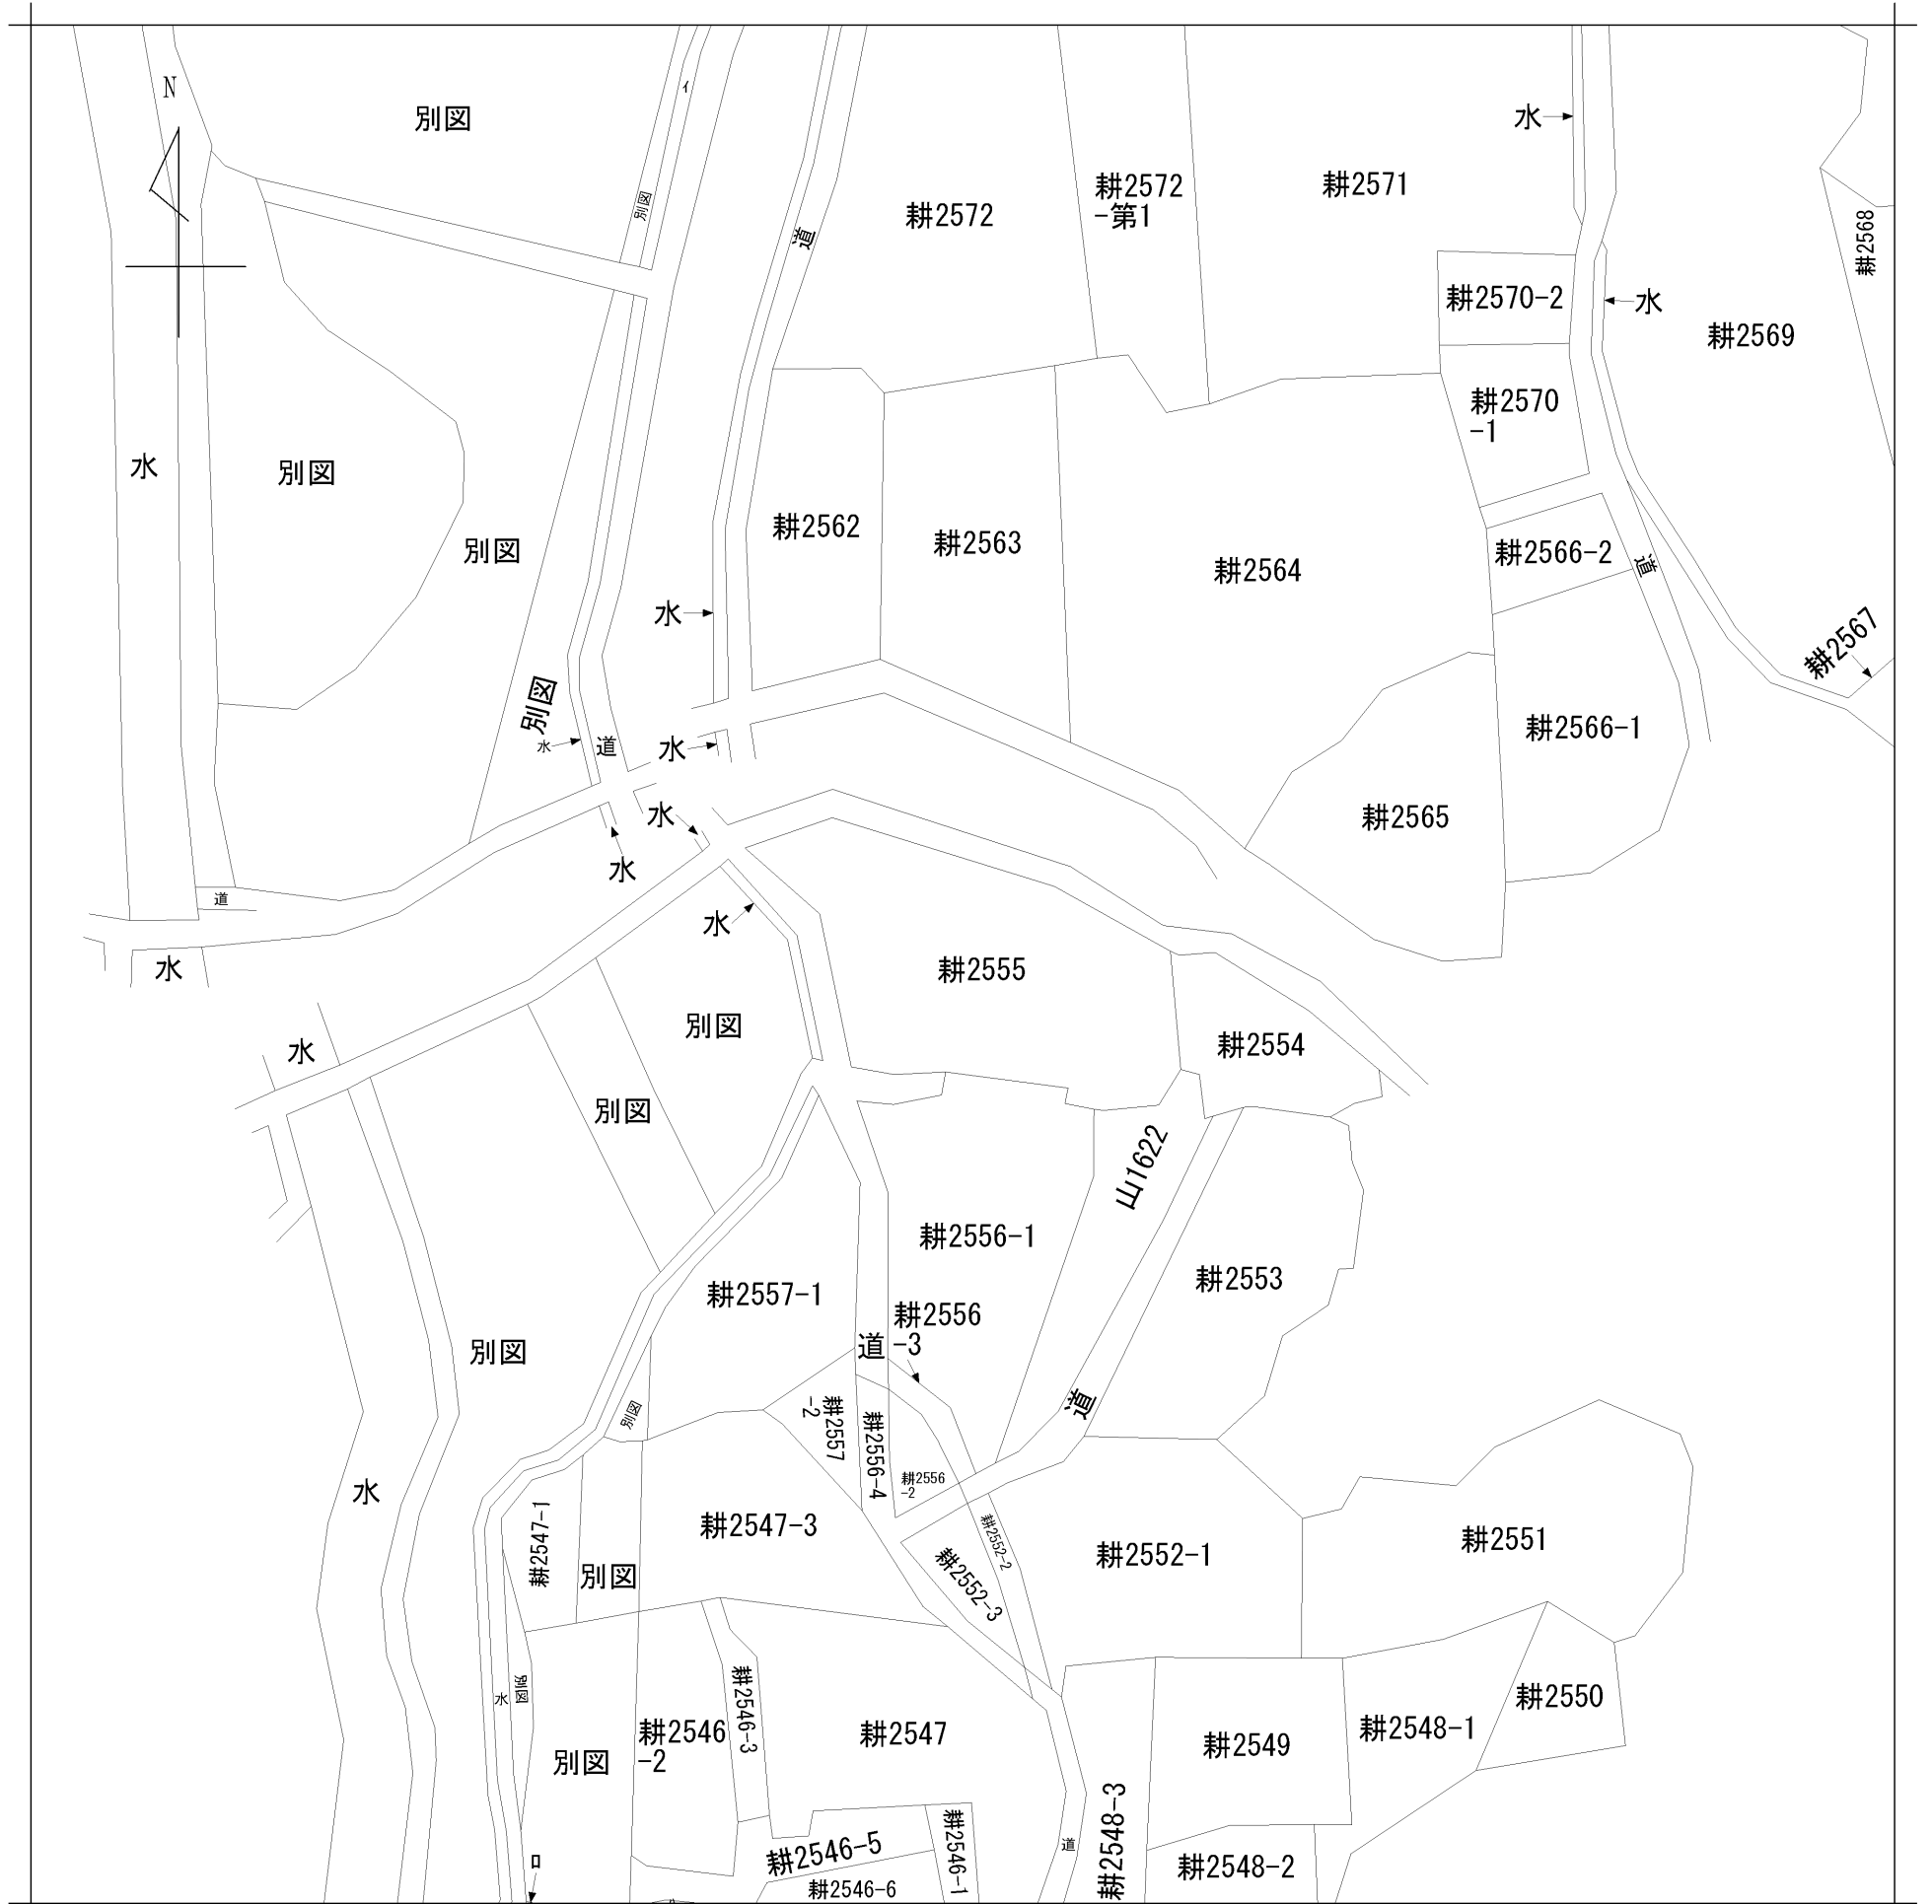 N
別図
イ
別図
道
耕2572
耕2572
-第1
耕2571
水
耕2568
耕2570-2
水
耕2569
耕2570
-1
水
別図
別図
耕2562
耕2563
耕2564
耕2566-2
道
水
耕2567
別図
水
道
水
耕2566-1
水
耕2565
水
道
水
水
耕2555
別図
耕2554
水
別図
山1622
耕2556-1
耕2553
耕2557-1
耕2556
-3
道
別図
耕2557
-2
耕2556-4
道
別図
耕2556
-2
水
耕2547-1
耕2547-3
耕2552-2
耕2552-1
耕2551
別図
耕2552-3
別図
水
耕2546-3
耕2550
耕2546
-2
耕2547
耕2548-1
耕2549
別図
耕2548-3
道
耕2546-5
耕2546-1
耕2548-2
ロ
耕2546-6